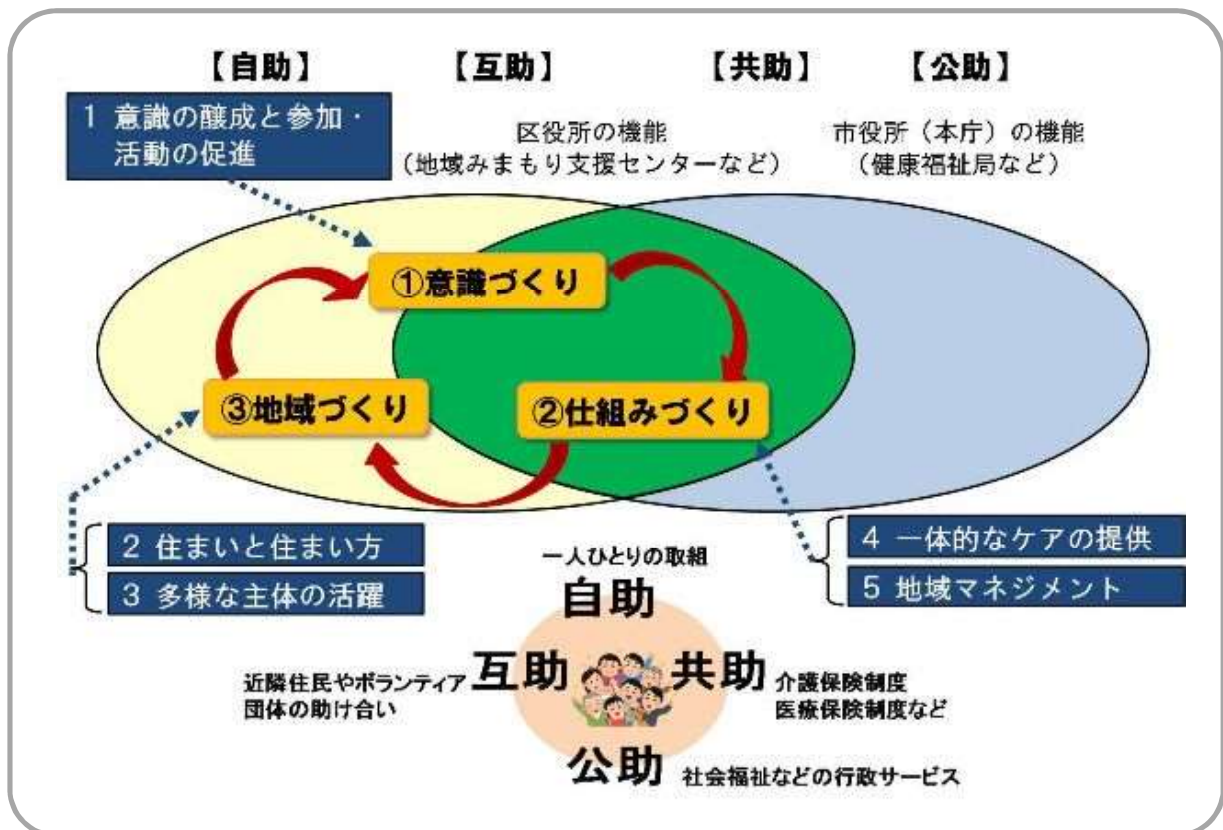 【自助】 【互助】 【共助】 【公助】
1 意識の醸成と参加・
活動の促進
区役所の機能
(地域みまもり支援センターなど)
市役所（本庁）の機能
(健康福祉局など)
①意識づくり
③地域づくり
②仕組みづくり
2 住まいと住まい方
3 多様な主体の活躍
4 一体的なケアの提供
5 地域マネジメント
一人ひとりの取組
自助
近隣住民やボランティア
団体の助け合い
互助
共助
介護保険制度
医療保険制度など
公助
社会福祉などの行政サービス